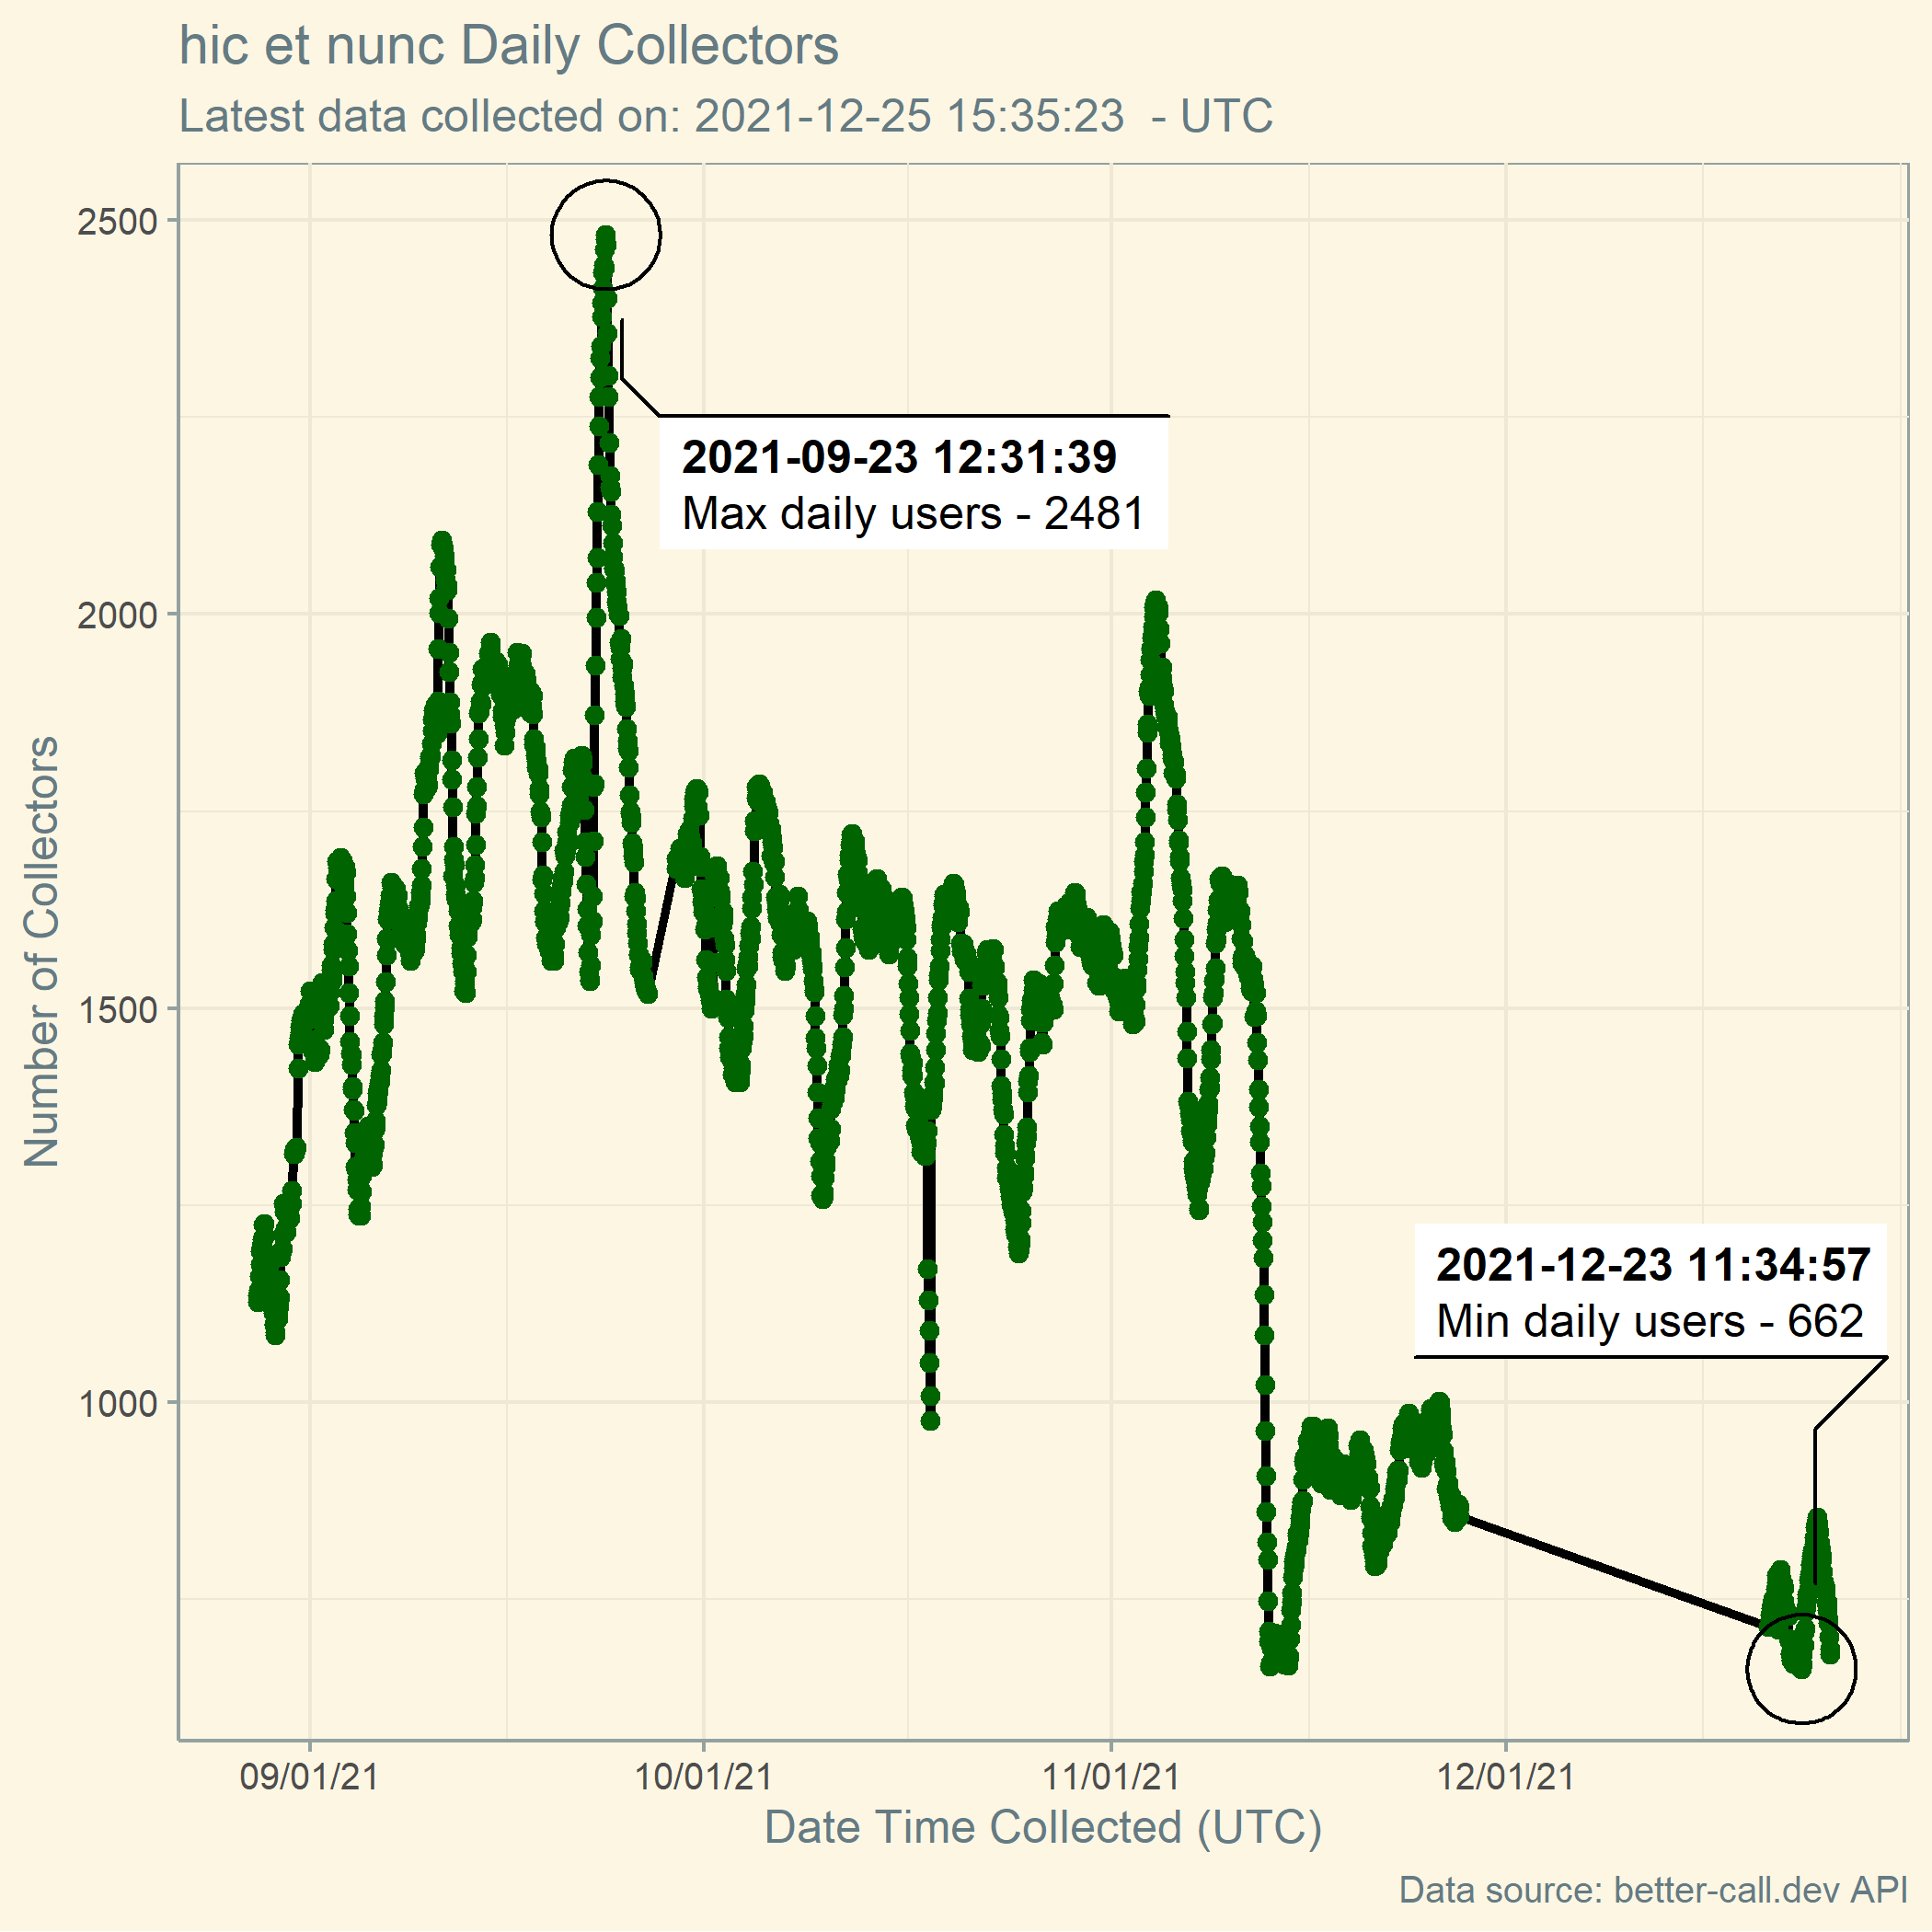 hic et nunc Daily Collectors
Latest data collected on: 2021-12-25 15:35:23  - UTC
Number of Collectors
2500
2000
1500
1000
2021-09-23 12:31:39
Max daily users - 2481
2021-12-23 11:34:57
Min daily users - 662
09/01/21
10/01/21
11/01/21
12/01/21
Date Time Collected (UTC)
Data source: better-call.dev API